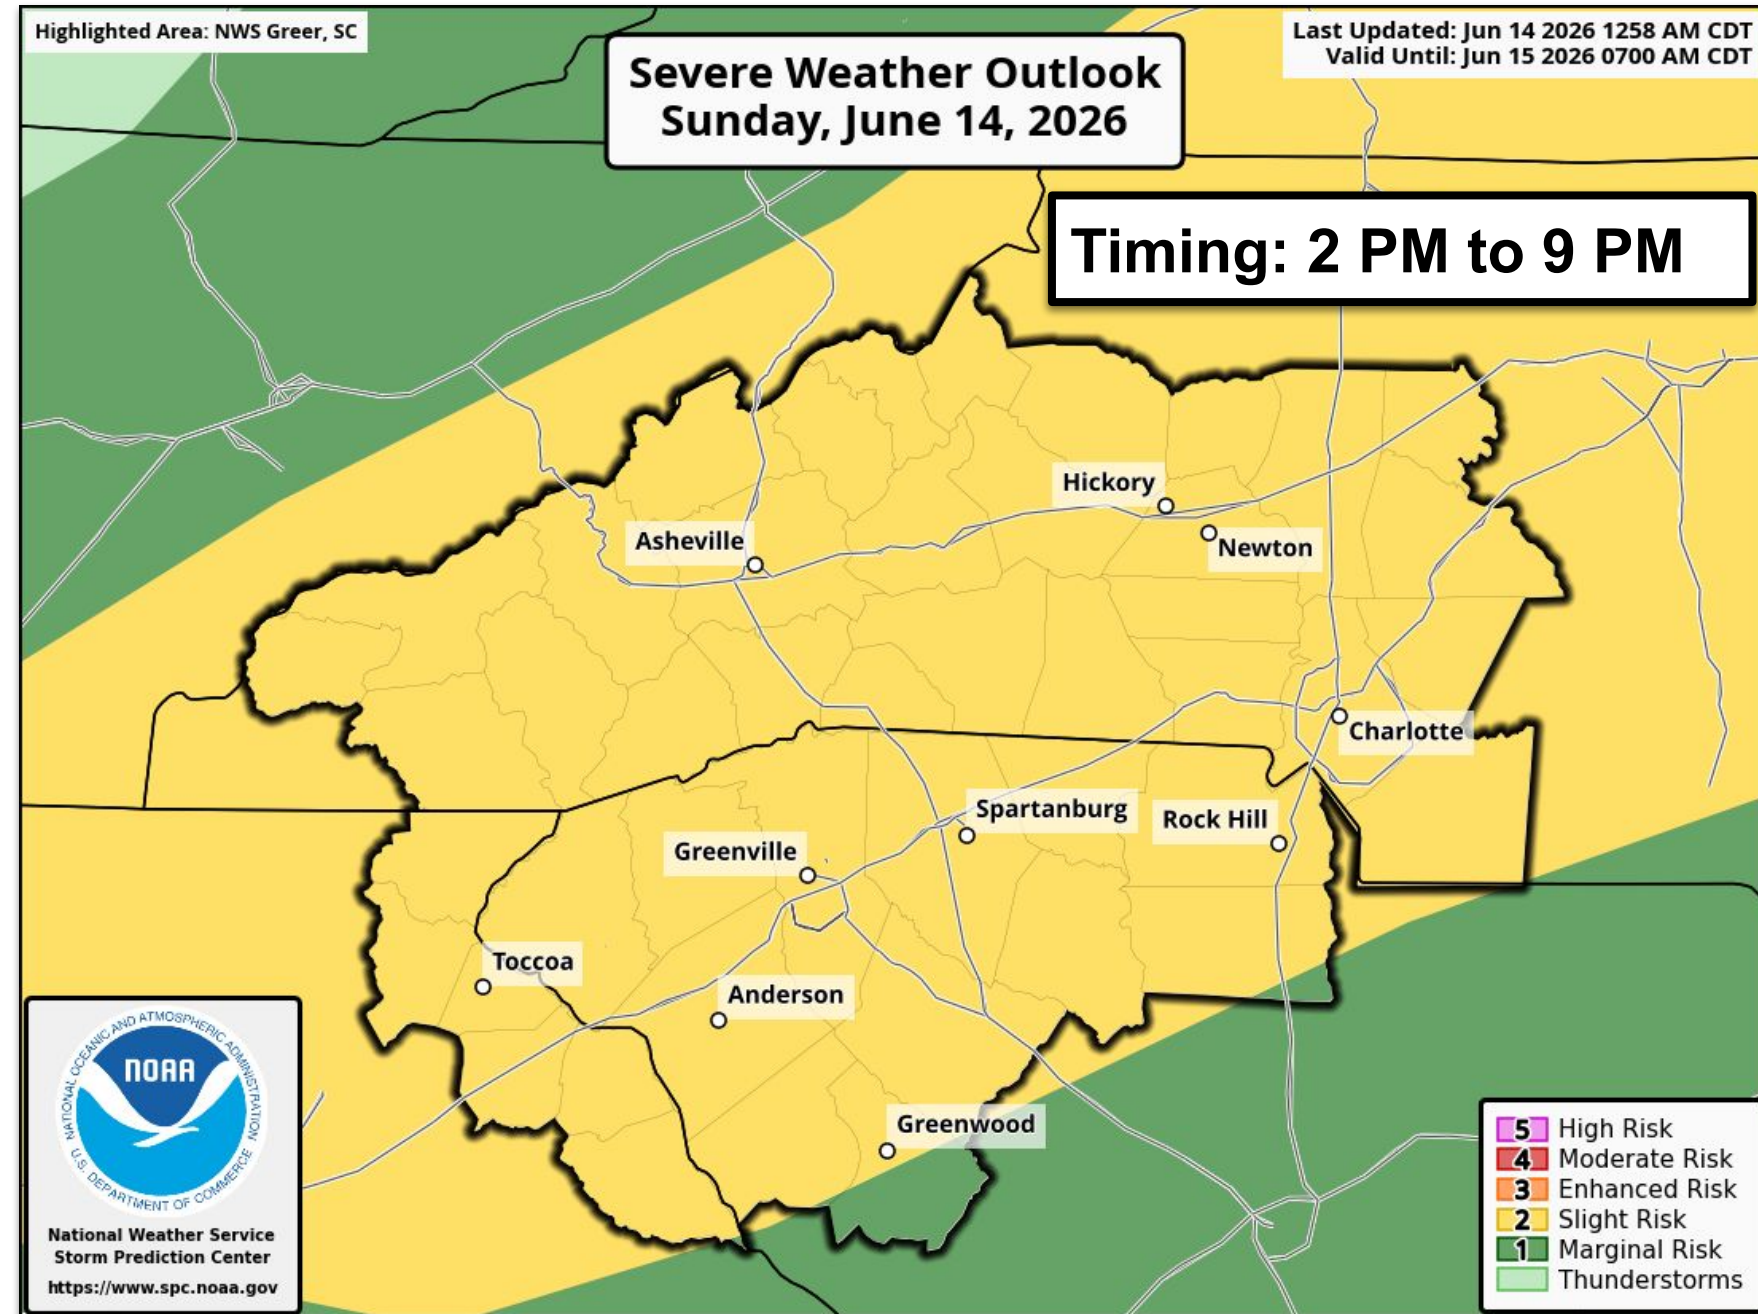 Highlighted Area: NWS Greer, SC
Last Updated: Jun 14 2026 1258 AM CDT
Valid Until: Jun 15 2026 0700 AM CDT
Severe Weather Outlook
Sunday, June 14, 2026
Timing: 2 PM to 9 PM
Hickory
Asheville
Newton
Charlotte
Spartanburg
Rock Hill
Greenville
Toccoa
Anderson
Greenwood
NATIONAL OCEANIC AND ATMOSPHERIC ADMINISTRATION
NOAA
U.S. DEPARTMENT OF COMMERCE
National Weather Service
Storm Prediction Center
https://www.spc.noaa.gov
5 High Risk
4 Moderate Risk
3 Enhanced Risk
2 Slight Risk
1 Marginal Risk
Thunderstorms